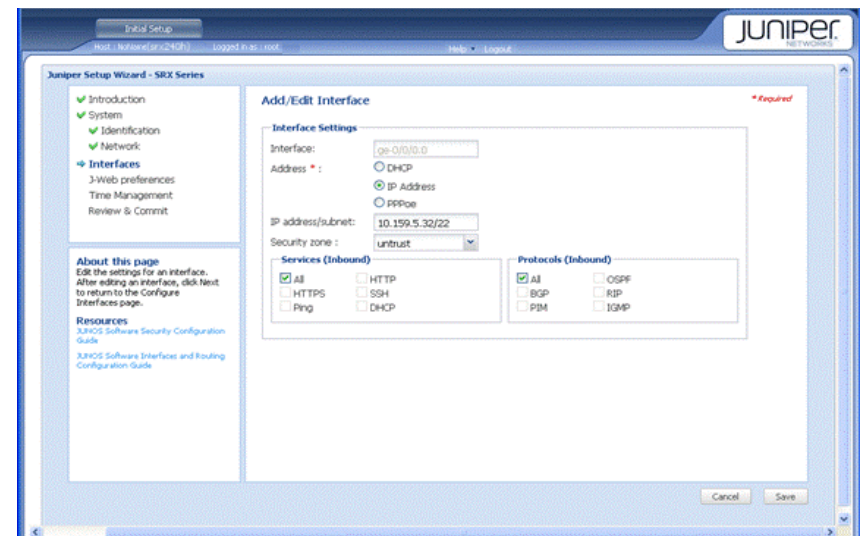 Initial Setup
Host : NoNone(srx240h) Logged in as : root Help Logout
JUNIPER
NETWORKS
Juniper Setup Wizard - SRX Series
Introduction
System
Identification
Network
Interfaces
J-Web preferences
Time Management
Review & Commit
About this page
Edit the settings for an interface.
After editing an interface, click Next
to return to the Configure
Interfaces page.
Resources
JUNOS Software Security Configuration
Guide
JUNOS Software Interfaces and Routing
Configuration Guide
Add/Edit Interface
* Required
Interface Settings
Interface: ge-0/0/0.0
Address * : DHCP
IP Address
PPPoe
IP address/subnet: 10.159.5.32/22
Security zone : untrust
Services (Inbound)
All HTTP
HTTPS SSH
Ping DHCP
Protocols (Inbound)
All OSPF
BGP RIP
PIM IGMP
Cancel Save